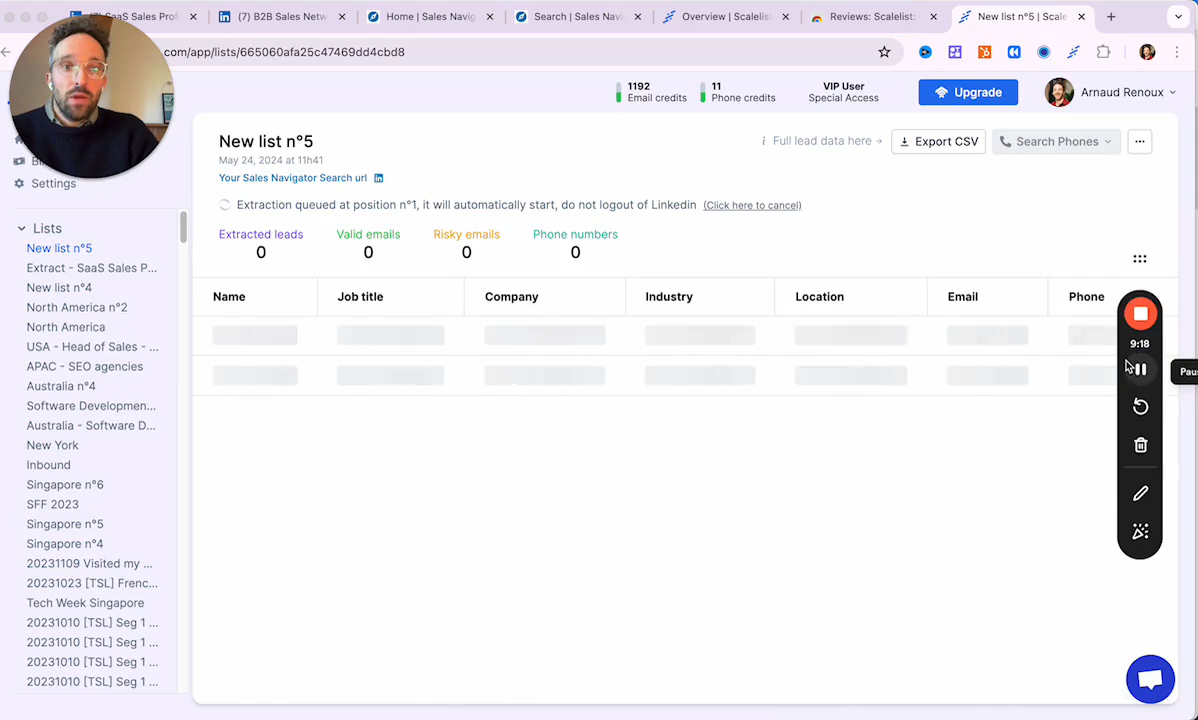 (7) SaaS Sales Prof
(7) B2B Sales Netw
Home | Sales Navig
Search | Sales Navi
Overview | Scalelis
Reviews: Scalelist:
New list n°5 | Scale
.com/app/lists/665060afa25c47469dd4cbd8
1192
Email credits
11
Phone credits
VIP User
Special Access
Upgrade
Arnaud Renoux
Settings
Lists
New list n°5
Extract - SaaS Sales P...
New list n°4
North America n°2
North America
USA - Head of Sales - ...
APAC - SEO agencies
Australia n°4
Software Developmen...
Australia - Software D...
New York
Inbound
Singapore n°6
SFF 2023
Singapore n°5
Singapore n°4
20231109 Visited my ...
20231023 [TSL] Frenc...
Tech Week Singapore
20231010 [TSL] Seg 1 ...
20231010 [TSL] Seg 1 ...
20231010 [TSL] Seg 1 ...
20231010 [TSL] Seg 1 ...
New list n°5
May 24, 2024 at 11h41
Your Sales Navigator Search url
Full lead data here →
Export CSV
Search Phones
Extraction queued at position n°1, it will automatically start, do not logout of Linkedin (Click here to cancel)
Extracted leads Valid emails Risky emails Phone numbers
0 0 0 0
Name Job title Company Industry Location Email Phone
9:18
Pau